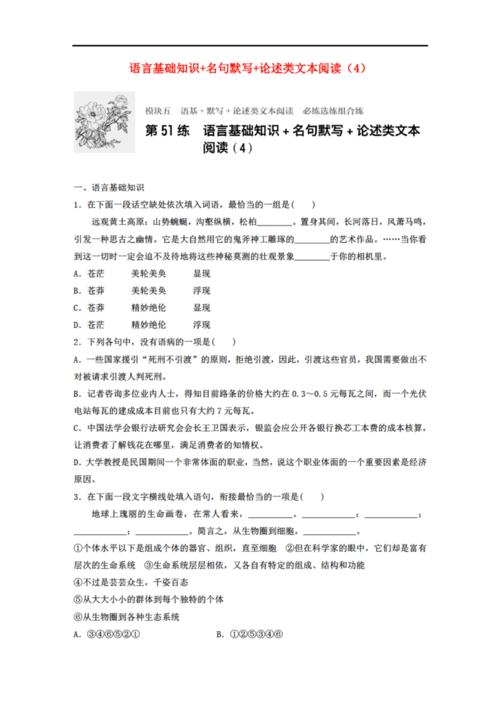 语言基础知识+名句默写+论述类文本阅读（4）
模块五　语基+默写+论述类文本阅读　必练选练组合练
第51练　语言基础知识+名句默写+论述类文本
阅读（4）
一、语言基础知识
1．在下面一段话空缺处依次填入词语，最恰当的一组是(　　)
远观黄土高原：山势蜿蜒，沟壑纵横，松柏________。置身其间，长河落日，风萧马鸣，
引发一种思古之幽情。它是大自然用它的鬼斧神工雕琢的________的艺术作品。……当你看
到这一切时一定会迫不及待地将这些神秘莫测的壮观景象________于你的相机里。
A．苍茫　　美轮美奂　　显现
B．苍莽　　美轮美奂　　浮现
C．苍莽　　精妙绝伦　　显现
D．苍茫　　精妙绝伦　　浮现
2．下列各句中，没有语病的一项是(　　)
A．一些国家援引“死刑不引渡”的原则，拒绝引渡，因此，引渡这些官员，我国需要做出不
对被请求引渡人判死刑。
B．记者咨询多位业内人士，得知目前路条的价格大约在 0.3～0.5 元每瓦之间，而一个光伏
电站每瓦的建成成本目前也只有大约 7 元每瓦。
C．中国法学会银行法研究会会长王卫国表示，银监会应公开各银行换芯工本费的成本核算，
让消费者了解钱花在哪里，满足消费者的知情权。
D．大学教授是民国期间一个非常体面的职业，当然，说这个职业体面的一个重要因素是经济
原因。
3．在下面一段文字横线处填入语句，衔接最恰当的一项是(　　)
地球上瑰丽的生命画卷，在常人看来，________。________：________；
________；________。简言之，从生物圈到细胞，________。
①个体水平以下是组成个体的器官、组织，直至细胞　②但在科学家的眼中，它们却是富有
层次的生命系统　③生命系统层层相依，又各自有特定的组成、结构和功能
④不过是芸芸众生，千姿百态
⑤从大大小小的群体到每个独特的个体
⑥从生物圈到各种生态系统
A．③④⑥⑤②①　　B．①②⑤③④⑥